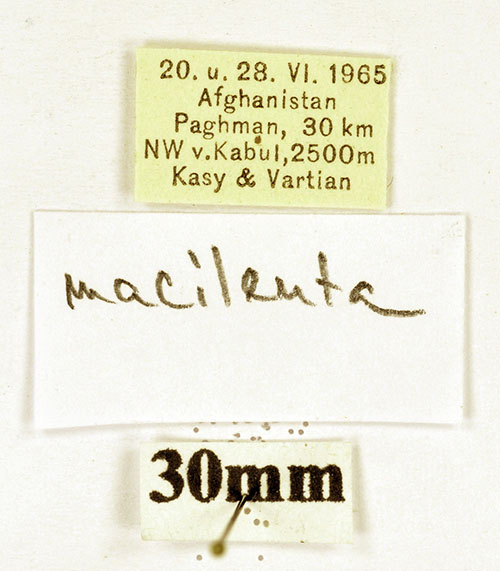 20. u. 28. VI. 1965
Afghanistan
Paghman, 30 km
NW v.Kabul,2500m
Kasy & Vartian
macilenta
30mm